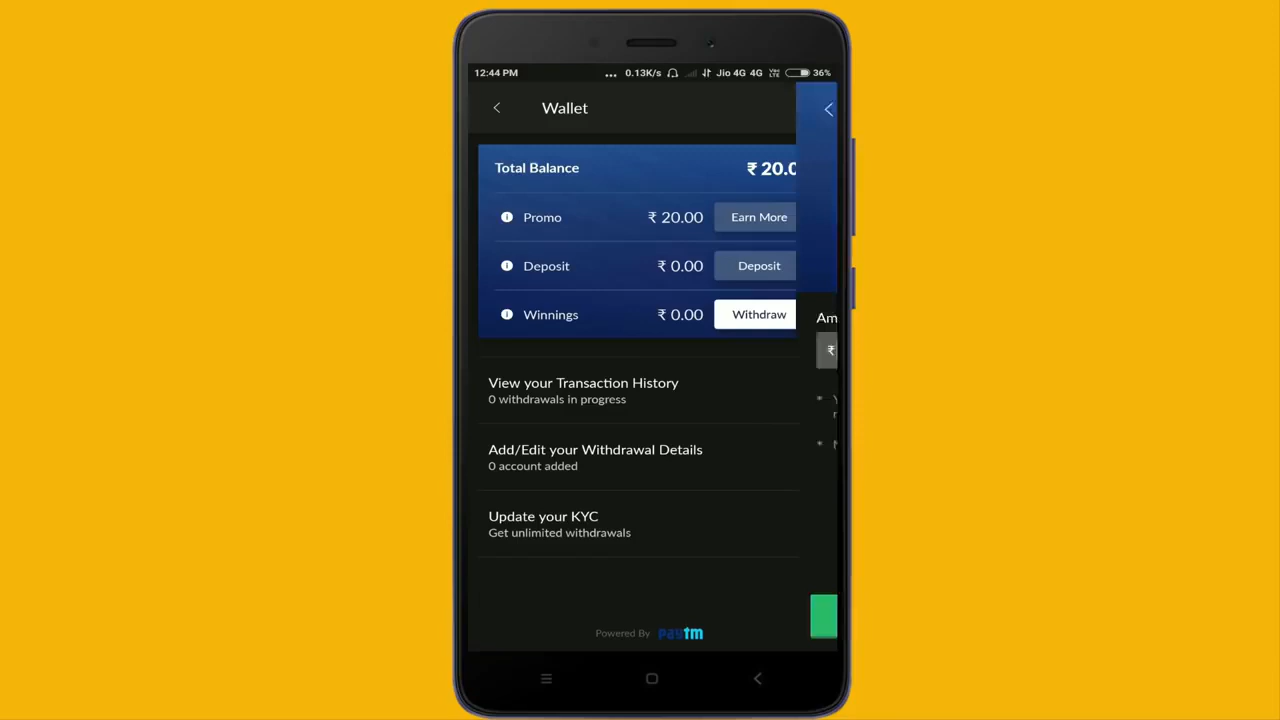 12:44 PM ... 0.13K/s Jio 4G 4G Vo LTE 36%
Wallet
Total Balance ₹ 20.0
Promo ₹ 20.00 Earn More
Deposit ₹ 0.00 Deposit
Winnings ₹ 0.00 Withdraw
Am
₹
View your Transaction History
0 withdrawals in progress
Add/Edit your Withdrawal Details
0 account added
Update your KYC
Get unlimited withdrawals
Powered By paytm